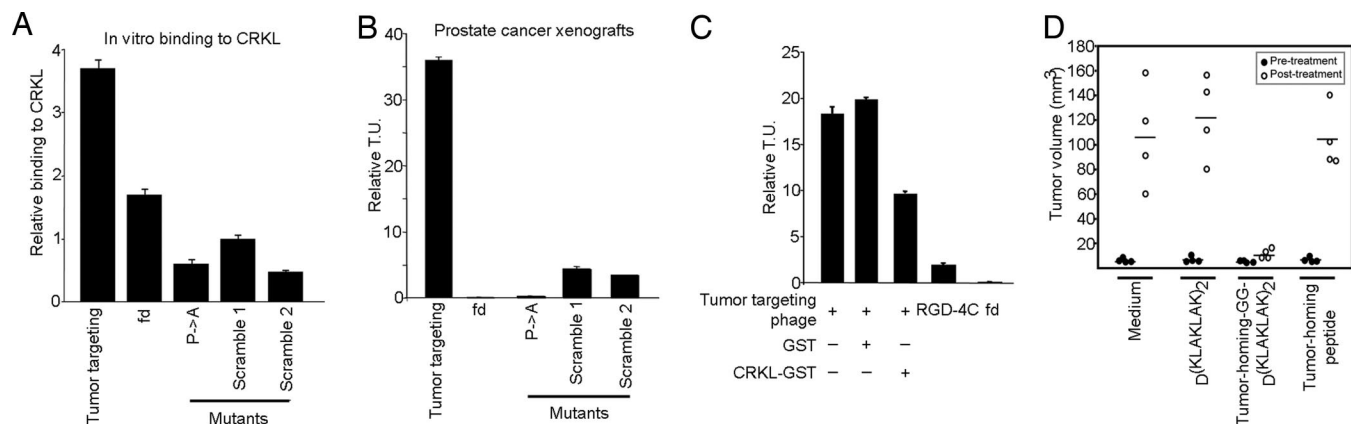 A
In vitro binding to CRKL
Relative binding to CRKL
4
3
2
1
0
Tumor targeting
fd
P->A
Scramble 1
Scramble 2
Mutants
B
Prostate cancer xenografts
Relative T.U.
40
30
20
10
0
Tumor targeting
fd
P->A
Scramble 1
Scramble 2
Mutants
C
Relative T.U.
25
20
15
10
5
0
Tumor targeting phage
+ + + RGD-4C fd
GST − + −
CRKL-GST − − +
D
Tumor volume (mm3)
180
160
140
120
100
80
60
40
20
Pre-treatment
Post-treatment
Medium
D(KLAKLAK)2
Tumor-homing-GG-
D(KLAKLAK)2
Tumor-homing
peptide